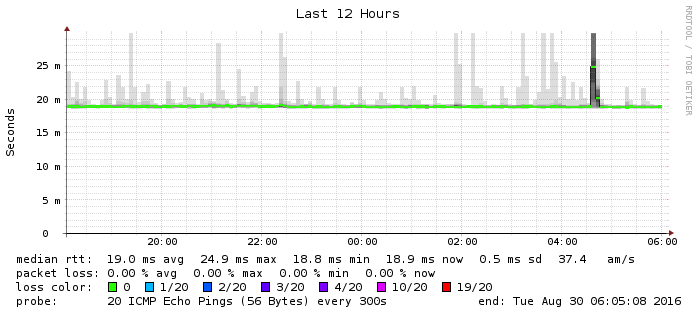 Last 12 Hours
RRDTOOL / TOBI OETIKER
Seconds
25 m
20 m
15 m
10 m
5 m
0
20:00 22:00 00:00 02:00 04:00 06:00
median rtt: 19.0 ms avg 24.9 ms max 18.8 ms min 18.9 ms now 0.5 ms sd 37.4 am/s
packet loss: 0.00 % avg 0.00 % max 0.00 % min 0.00 % now
loss color: 0 1/20 2/20 3/20 4/20 10/20 19/20
probe: 20 ICMP Echo Pings (56 Bytes) every 300s end: Tue Aug 30 06:05:08 2016